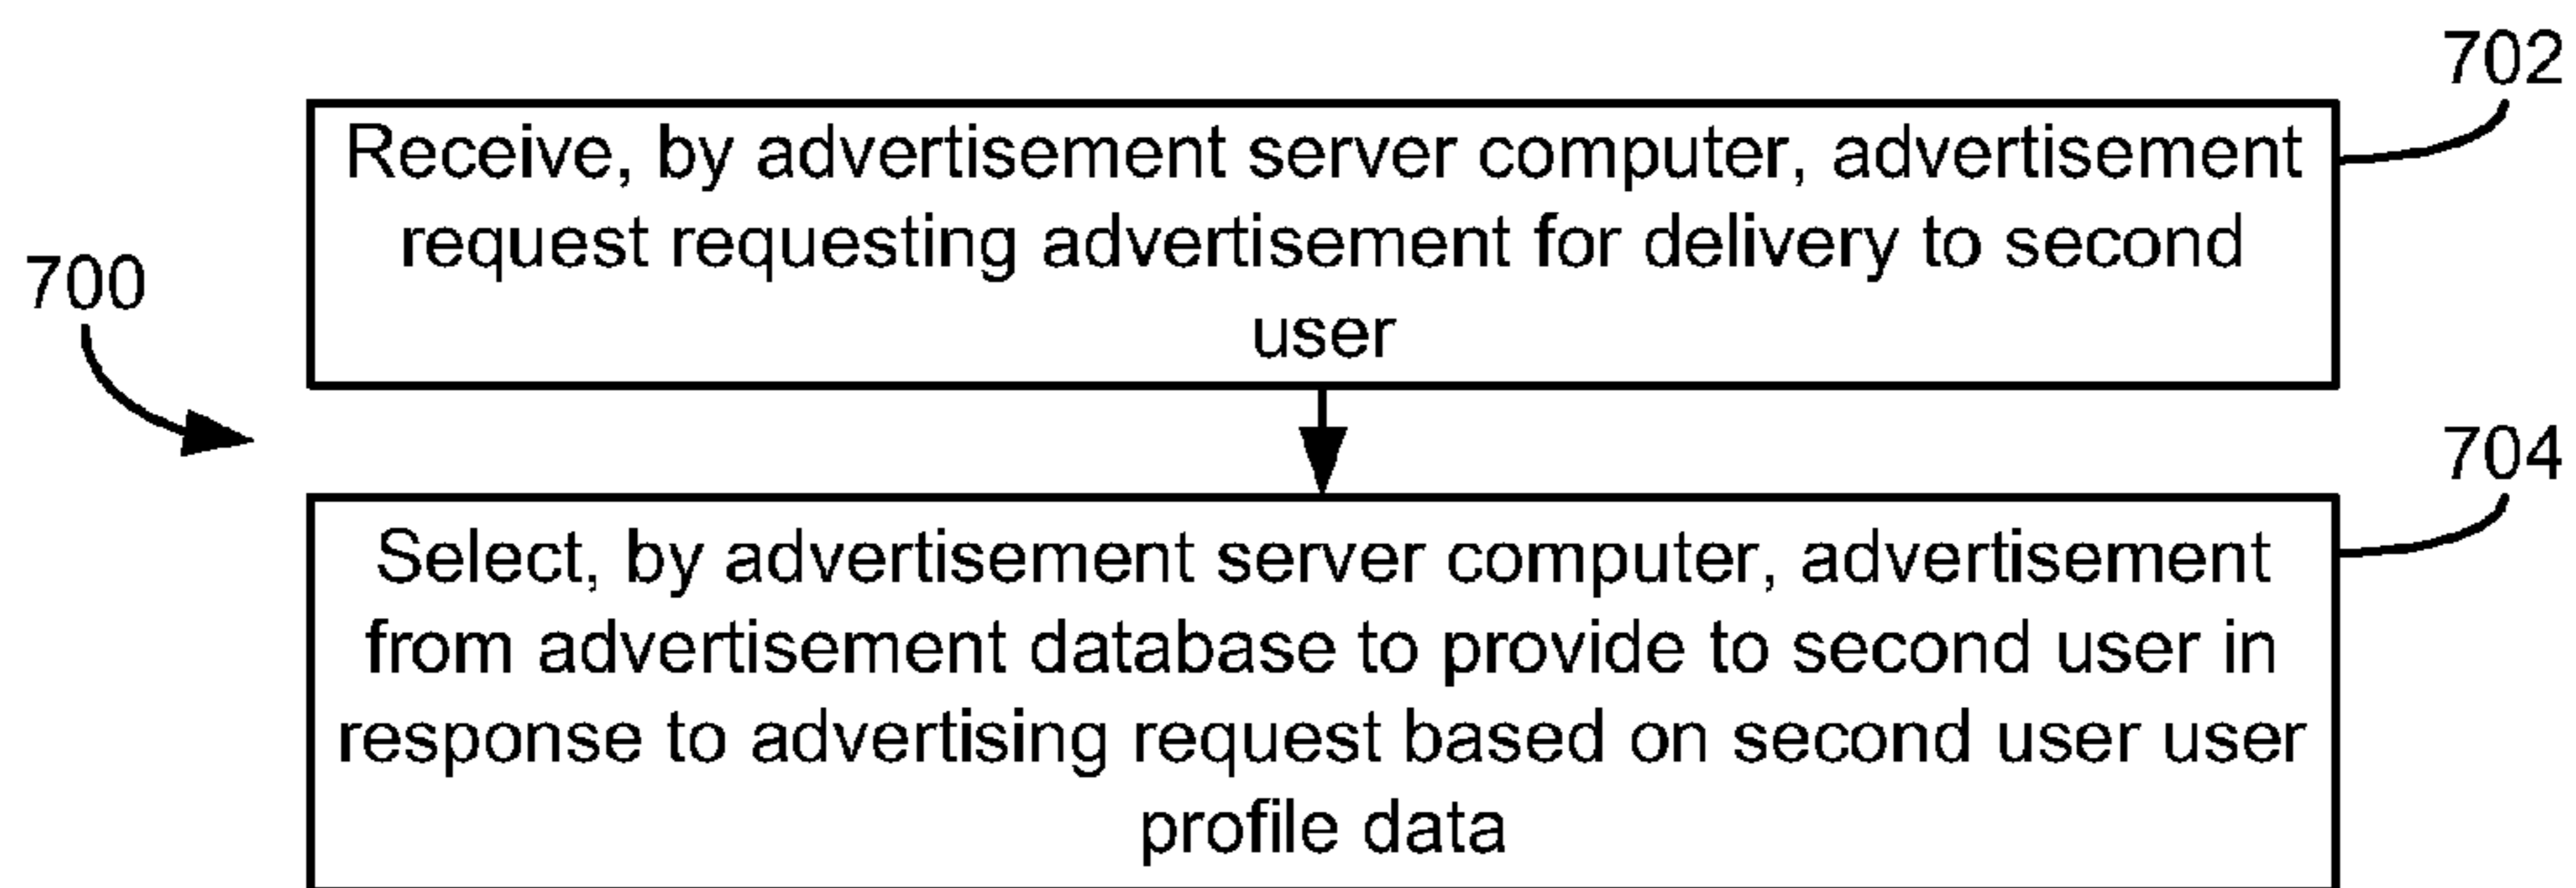 702
Receive, by advertisement server computer, advertisement
request requesting advertisement for delivery to second
user
700
704
Select, by advertisement server computer, advertisement
from advertisement database to provide to second user in
response to advertising request based on second user user
profile data